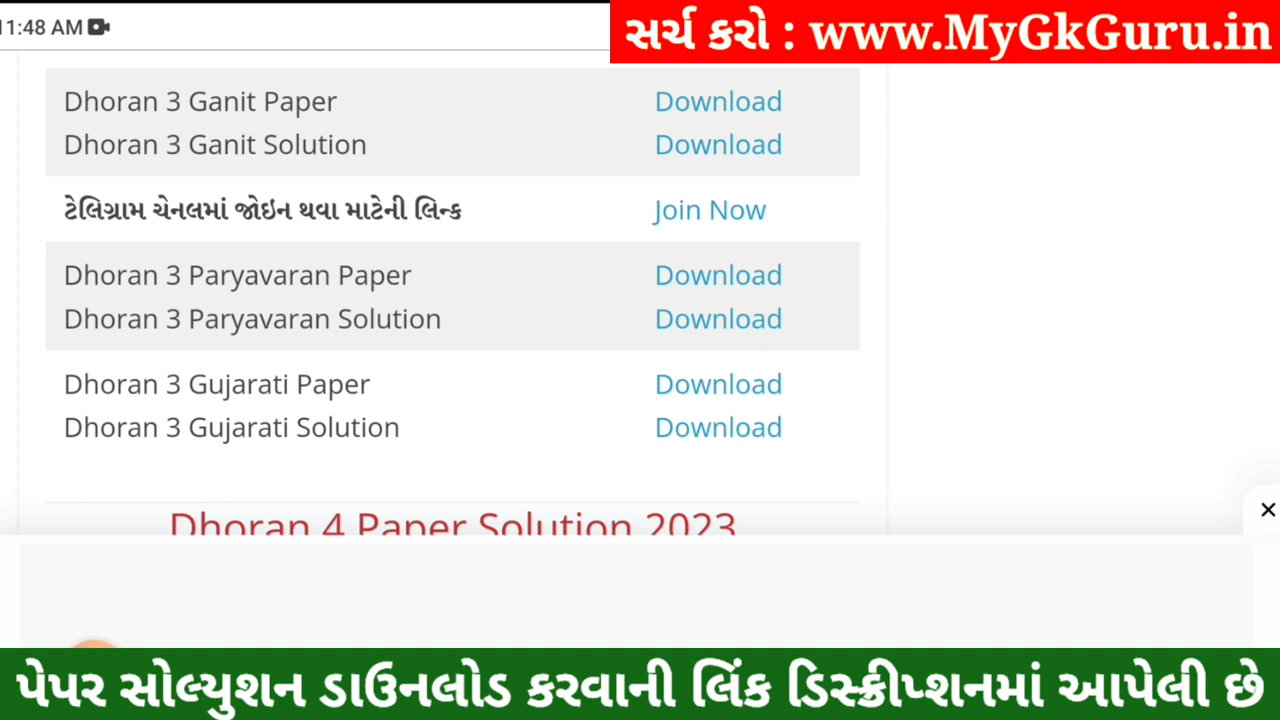 11:48 AM
સર્ચ કરો : www.MyGkGuru.in
Dhoran 3 Ganit Paper Download
Dhoran 3 Ganit Solution Download
ટેલિગ્રામ ચેનલમાં જોઇન થવા માટેની લિન્ક Join Now
Dhoran 3 Paryavaran Paper Download
Dhoran 3 Paryavaran Solution Download
Dhoran 3 Gujarati Paper Download
Dhoran 3 Gujarati Solution Download
Dhoran 4 Paper Solution 2023
પેપર સોલ્યુશન ડાઉનલોડ કરવાની લિંક ડિસ્ક્રીપ્શનમાં આપેલી છે